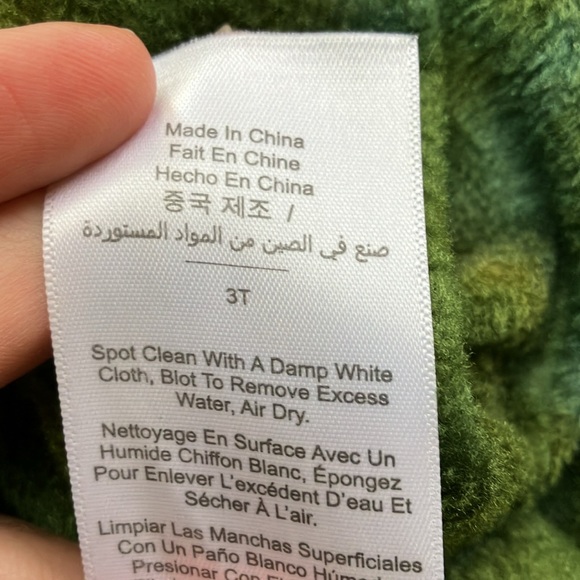 Made In China
Fait En Chine
Hecho En China
중국 제조 /
صنع في الصين من المواد المستوردة
3T
Spot Clean With A Damp White
Cloth, Blot To Remove Excess
Water, Air Dry.
Nettoyage En Surface Avec Un
Humide Chiffon Blanc, Épongez
Pour Enlever L'excédent D'eau Et
Sécher À L'air.
Limpiar Las Manchas Superficiales
Con Un Paño Blanco
Presionar Con